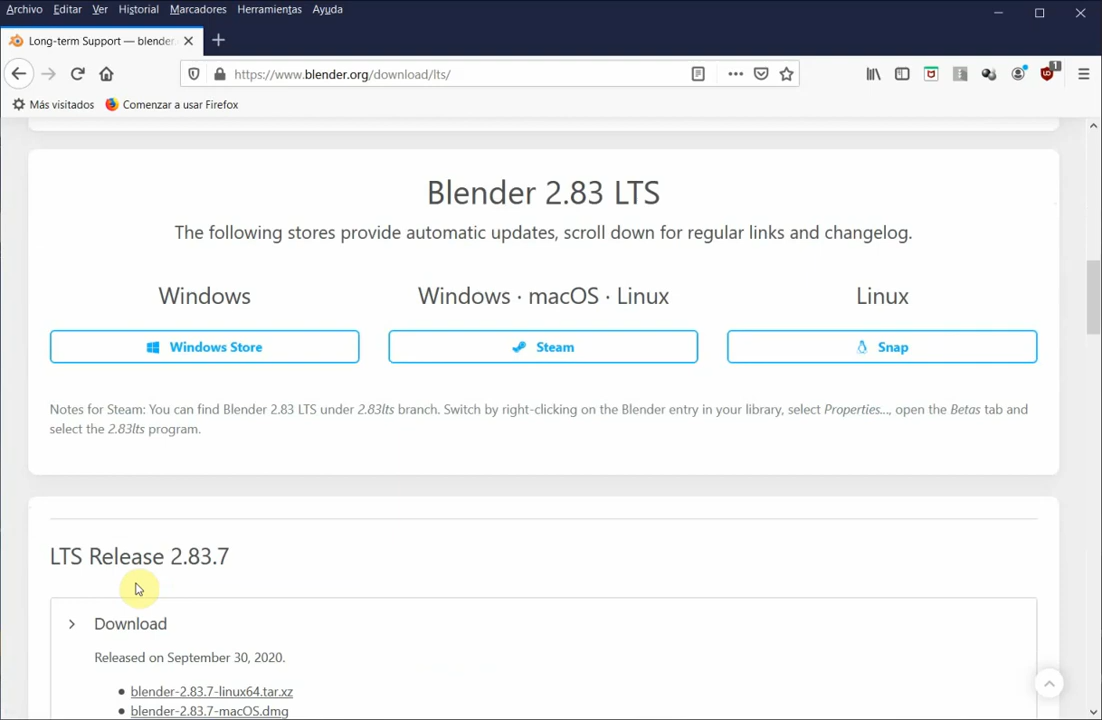 Archivo Editar Ver Historial Marcadores Herramientas Ayuda
Long-term Support — blender.
https://www.blender.org/download/lts/
1
Más visitados Comenzar a usar Firefox
Blender 2.83 LTS
The following stores provide automatic updates, scroll down for regular links and changelog.
Windows
Windows · macOS · Linux
Linux
Windows Store
Steam
Snap
Notes for Steam: You can find Blender 2.83 LTS under 2.83lts branch. Switch by right-clicking on the Blender entry in your library, select Properties..., open the Betas tab and
select the 2.83lts program.
LTS Release 2.83.7
Download
Released on September 30, 2020.
blender-2.83.7-linux64.tar.xz
blender-2.83.7-macOS.dmg